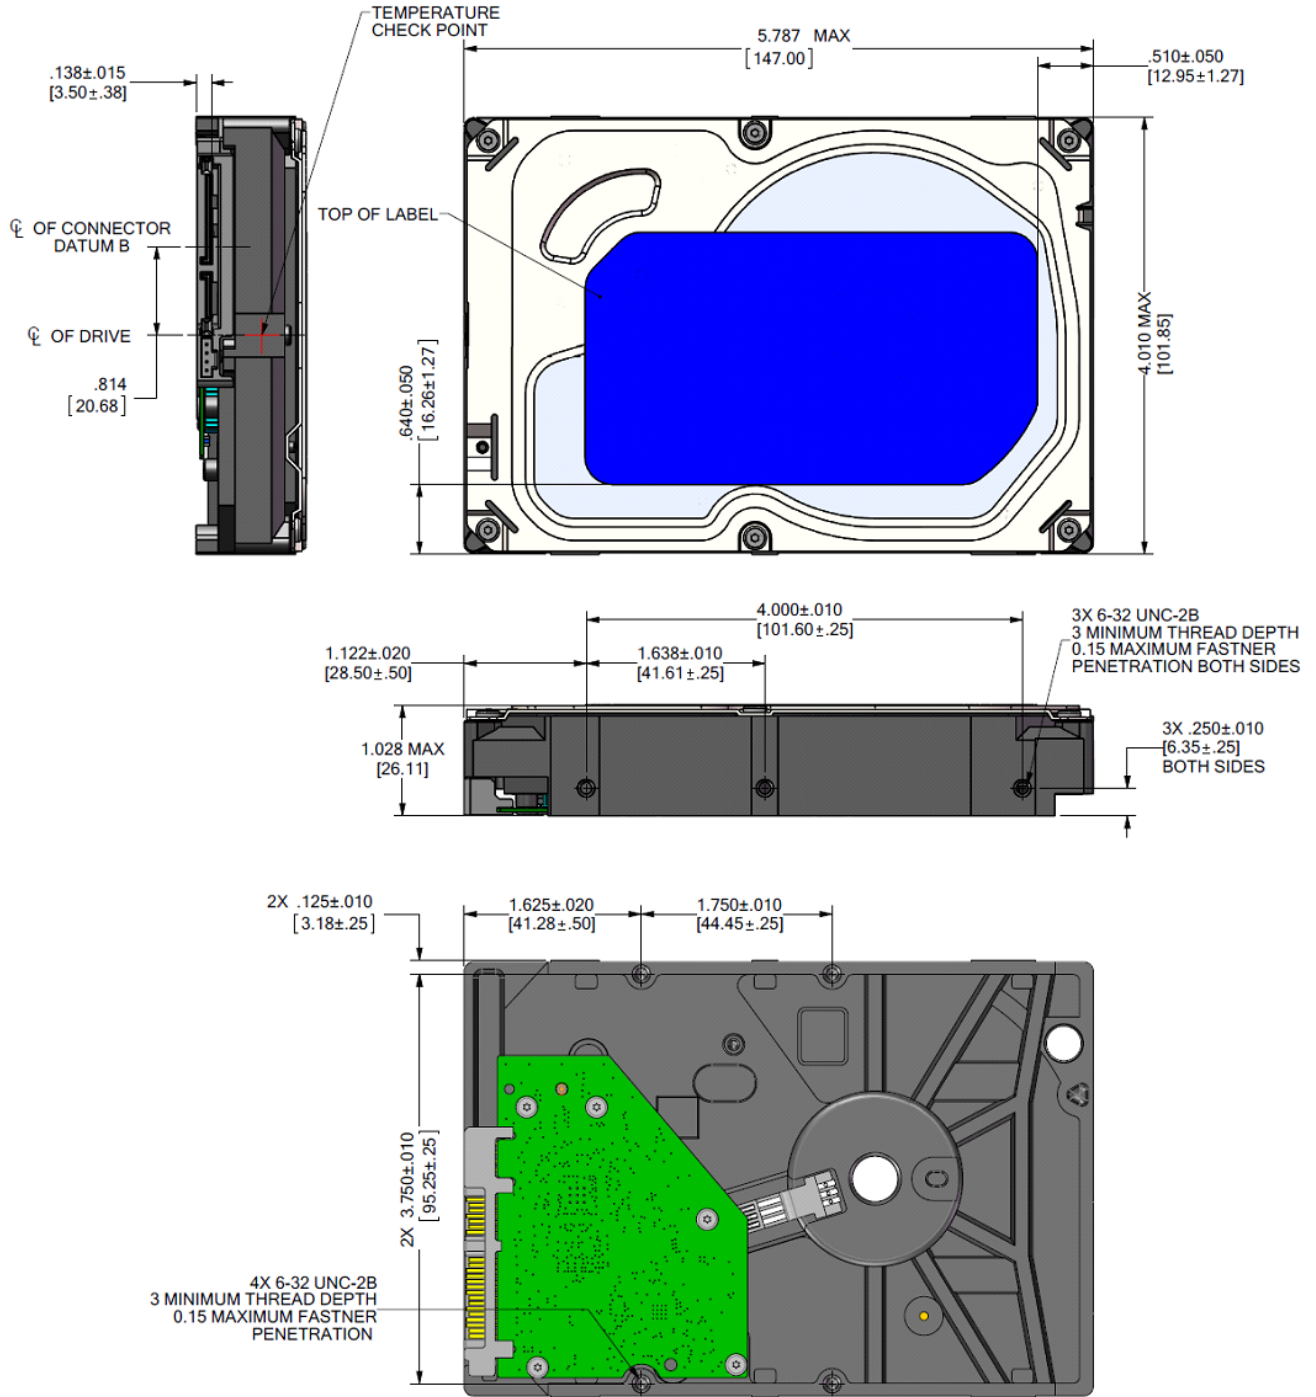 TEMPERATURE
CHECK POINT
5.787 MAX
[147.00]
.510±.050
[12.95±1.27]
.138±.015
[3.50±.38]
TOP OF LABEL
℄ OF CONNECTOR
DATUM B
℄ OF DRIVE
.814
[20.68]
.640±.050
[16.26±1.27]
4.010 MAX
[101.85]
4.000±.010
[101.60±.25]
3X 6-32 UNC-2B
3 MINIMUM THREAD DEPTH
0.15 MAXIMUM FASTNER
PENETRATION BOTH SIDES
1.122±.020
[28.50±.50]
1.638±.010
[41.61±.25]
1.028 MAX
[26.11]
3X .250±.010
[6.35±.25]
BOTH SIDES
2X .125±.010
[3.18±.25]
1.625±.020
[41.28±.50]
1.750±.010
[44.45±.25]
2X 3.750±.010
[95.25±.25]
4X 6-32 UNC-2B
3 MINIMUM THREAD DEPTH
0.15 MAXIMUM FASTNER
PENETRATION